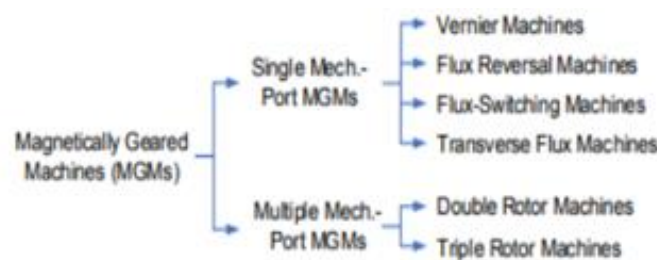 Magnetically Geared
Machines (MGMs)
Single Mech.-
Port MGMs
Vernier Machines
Flux Reversal Machines
Flux-Switching Machines
Transverse Flux Machines
Multiple Mech.-
Port MGMs
Double Rotor Machines
Triple Rotor Machines